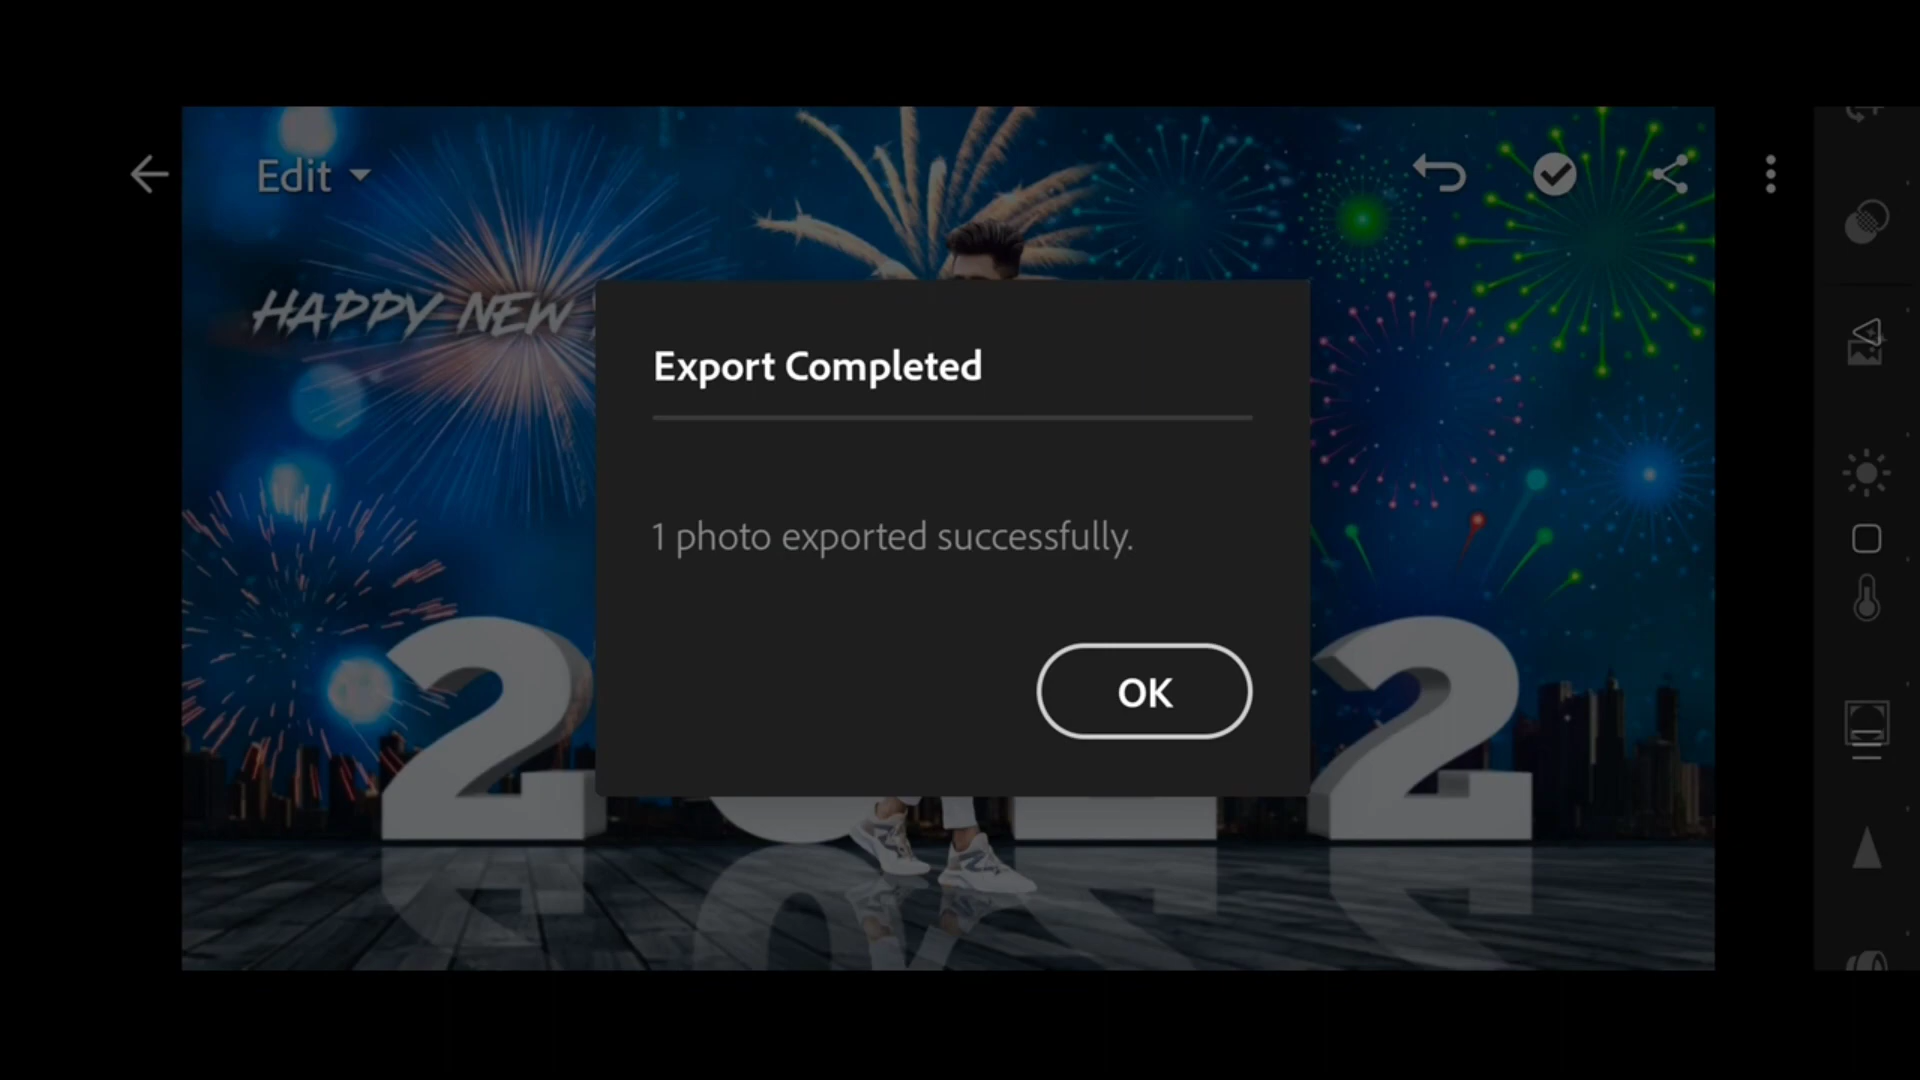 Edit
HAPPY NEW
Export Completed
1 photo exported successfully.
OK
2 2